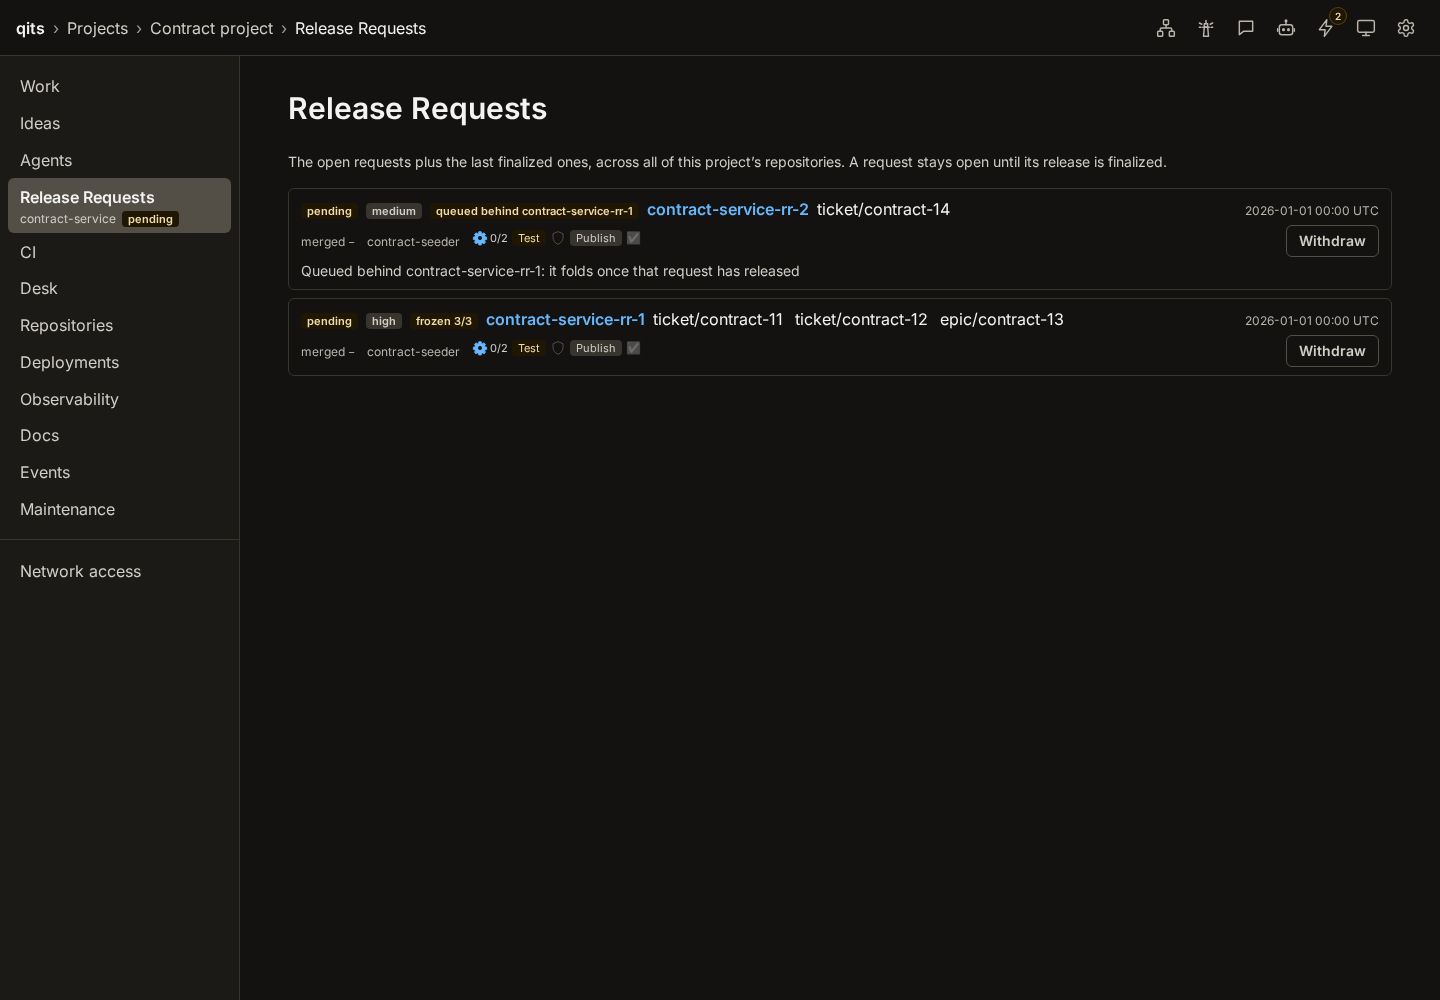 qits › Projects › Contract project › Release Requests
2
Work
Ideas
Agents
Release Requests
contract-service pending
CI
Desk
Repositories
Deployments
Observability
Docs
Events
Maintenance
Network access
Release Requests
The open requests plus the last finalized ones, across all of this project’s repositories. A request stays open until its release is finalized.
pending medium queued behind contract-service-rr-1 contract-service-rr-2 ticket/contract-14 2026-01-01 00:00 UTC
merged – contract-seeder 0/2 Test Publish Withdraw
Queued behind contract-service-rr-1: it folds once that request has released
pending high frozen 3/3 contract-service-rr-1 ticket/contract-11 ticket/contract-12 epic/contract-13 2026-01-01 00:00 UTC
merged – contract-seeder 0/2 Test Publish Withdraw